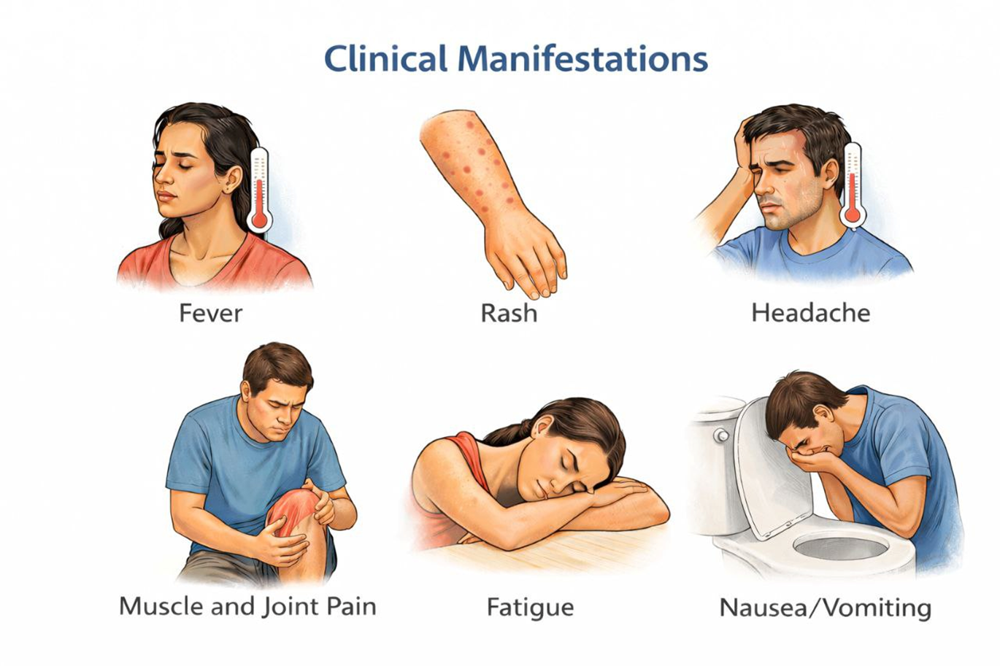 Clinical Manifestations
Fever
Rash
Headache
Muscle and Joint Pain
Fatigue
Nausea/Vomiting